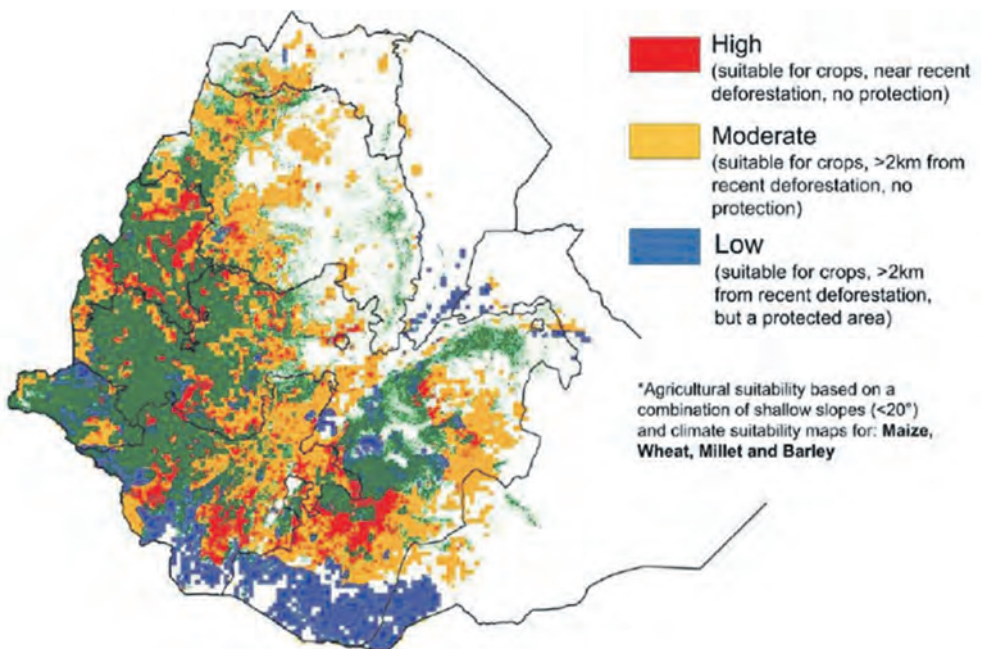 High
(suitable for crops, near recent
deforestation, no protection)
Moderate
(suitable for crops, >2km from
recent deforestation, no
protection)
Low
(suitable for crops, >2km
from recent deforestation,
but a protected area)
*Agricultural suitability based on a
combination of shallow slopes (<20°)
and climate suitability maps for: Maize,
Wheat, Millet and Barley